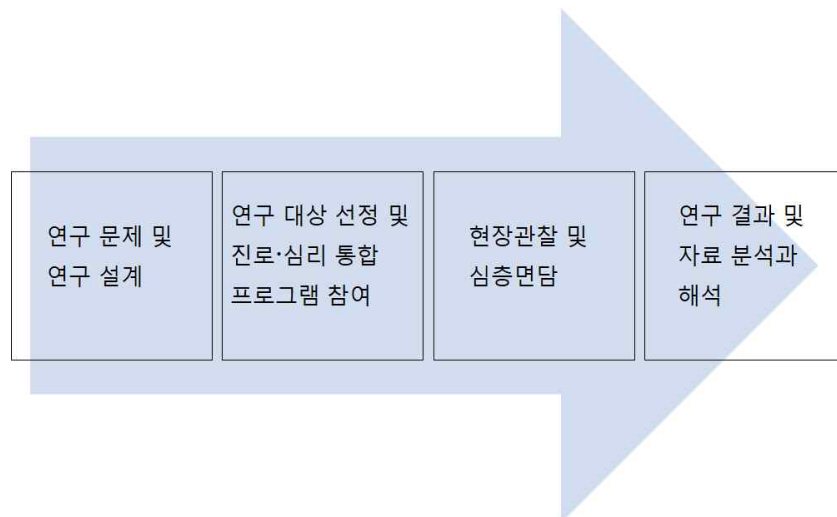 연구 문제 및
연구 설계
연구 대상 선정 및
진로·심리 통합
프로그램 참여
현장관찰 및
심층면담
연구 결과 및
자료 분석과
해석